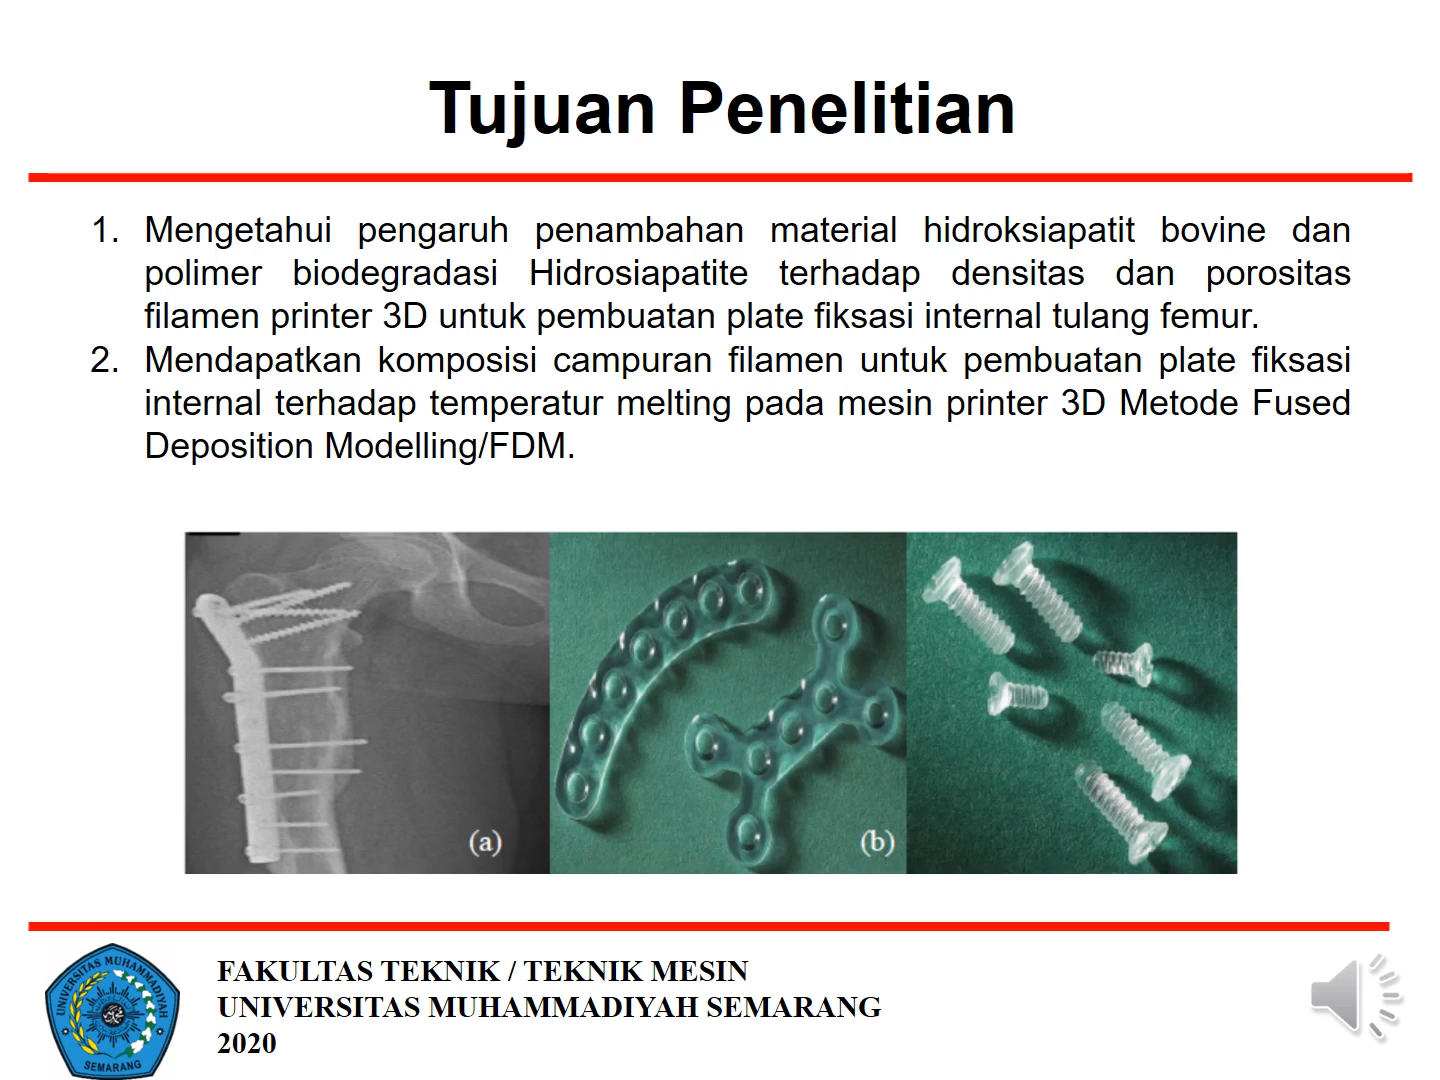 Tujuan Penelitian
1. Mengetahui pengaruh penambahan material hidroksiapatit bovine dan
polimer biodegradasi Hidrosiapatite terhadap densitas dan porositas
filamen printer 3D untuk pembuatan plate fiksasi internal tulang femur.
2. Mendapatkan komposisi campuran filamen untuk pembuatan plate fiksasi
internal terhadap temperatur melting pada mesin printer 3D Metode Fused
Deposition Modelling/FDM.
(a)
(b)
UNIVERSITAS MUHAMMADIYAH
SEMARANG
FAKULTAS TEKNIK / TEKNIK MESIN
UNIVERSITAS MUHAMMADIYAH SEMARANG
2020